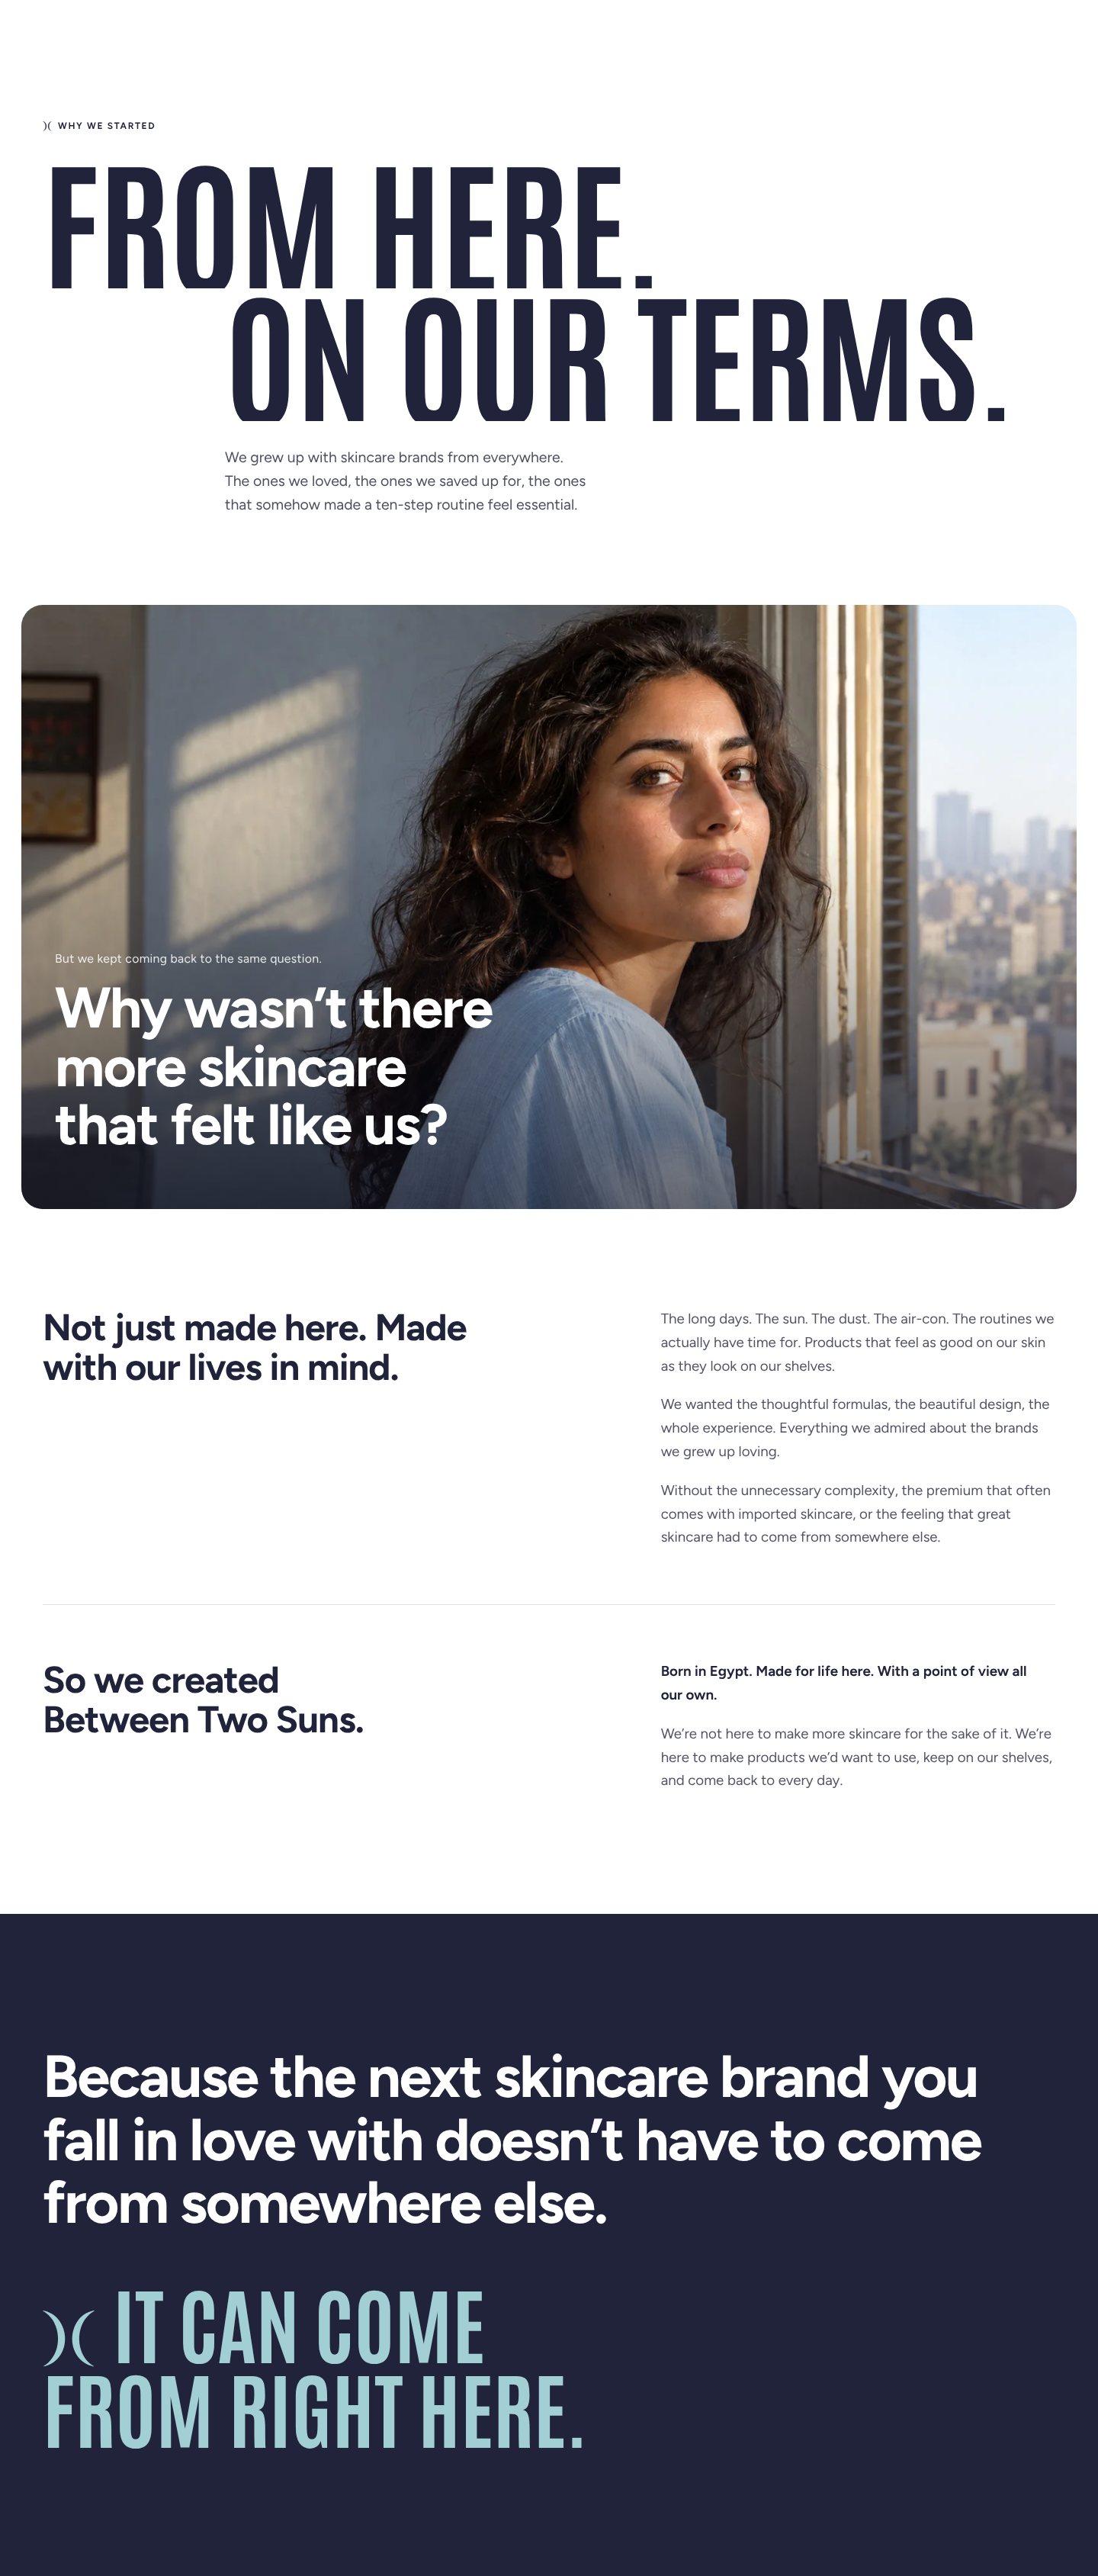 WHY WE STARTED
FROM HERE.
ON OUR TERMS.
We grew up with skincare brands from everywhere.
The ones we loved, the ones we saved up for, the ones
that somehow made a ten-step routine feel essential.
But we kept coming back to the same question.
Why wasn’t there
more skincare
that felt like us?
Not just made here. Made
with our lives in mind.
The long days. The sun. The dust. The air-con. The routines we
actually have time for. Products that feel as good on our skin
as they look on our shelves.
We wanted the thoughtful formulas, the beautiful design, the
whole experience. Everything we admired about the brands
we grew up loving.
Without the unnecessary complexity, the premium that often
comes with imported skincare, or the feeling that great
skincare had to come from somewhere else.
So we created
Between Two Suns.
Born in Egypt. Made for life here. With a point of view all
our own.
We’re not here to make more skincare for the sake of it. We’re
here to make products we’d want to use, keep on our shelves,
and come back to every day.
Because the next skincare brand you
fall in love with doesn’t have to come
from somewhere else.
IT CAN COME
FROM RIGHT HERE.